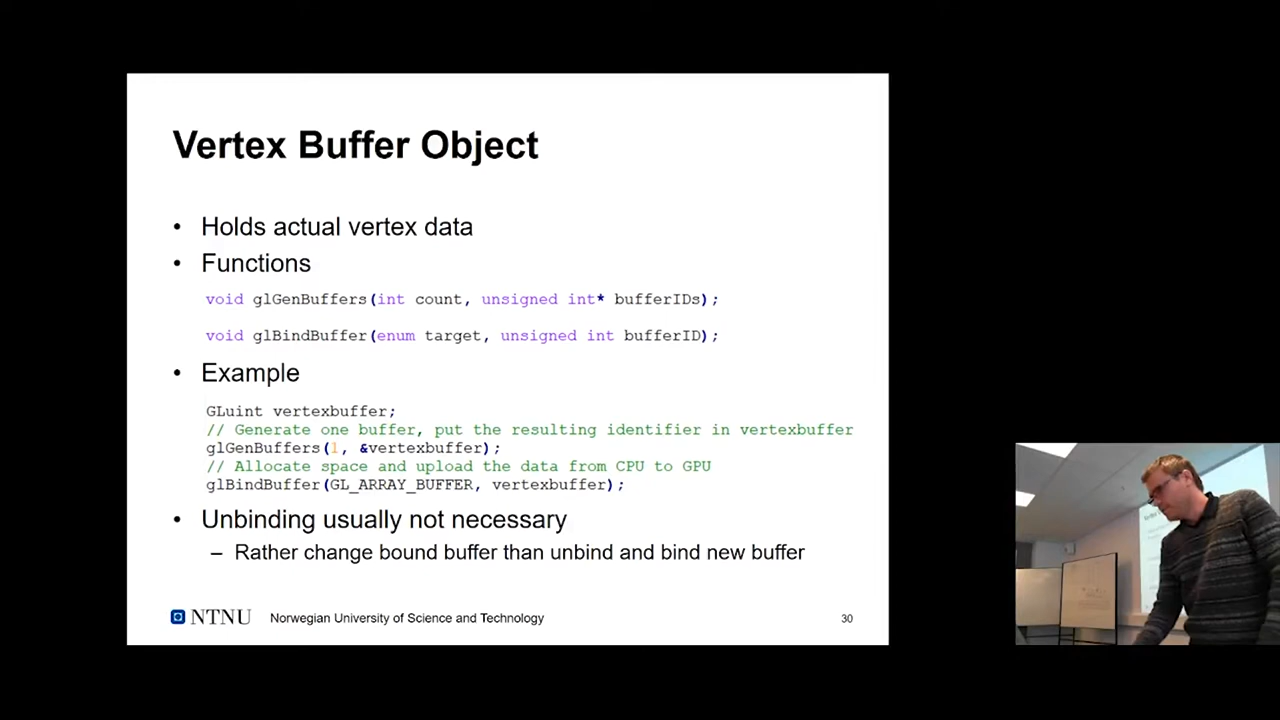 Vertex Buffer Object
• Holds actual vertex data
• Functions
void glGenBuffers(int count, unsigned int* bufferIDs);
void glBindBuffer(enum target, unsigned int bufferID);
• Example
GLuint vertexbuffer;
// Generate one buffer, put the resulting identifier in vertexbuffer
glGenBuffers(1, &vertexbuffer);
// Allocate space and upload the data from CPU to GPU
glBindBuffer(GL_ARRAY_BUFFER, vertexbuffer);
• Unbinding usually not necessary
– Rather change bound buffer than unbind and bind new buffer
NTNU Norwegian University of Science and Technology 30